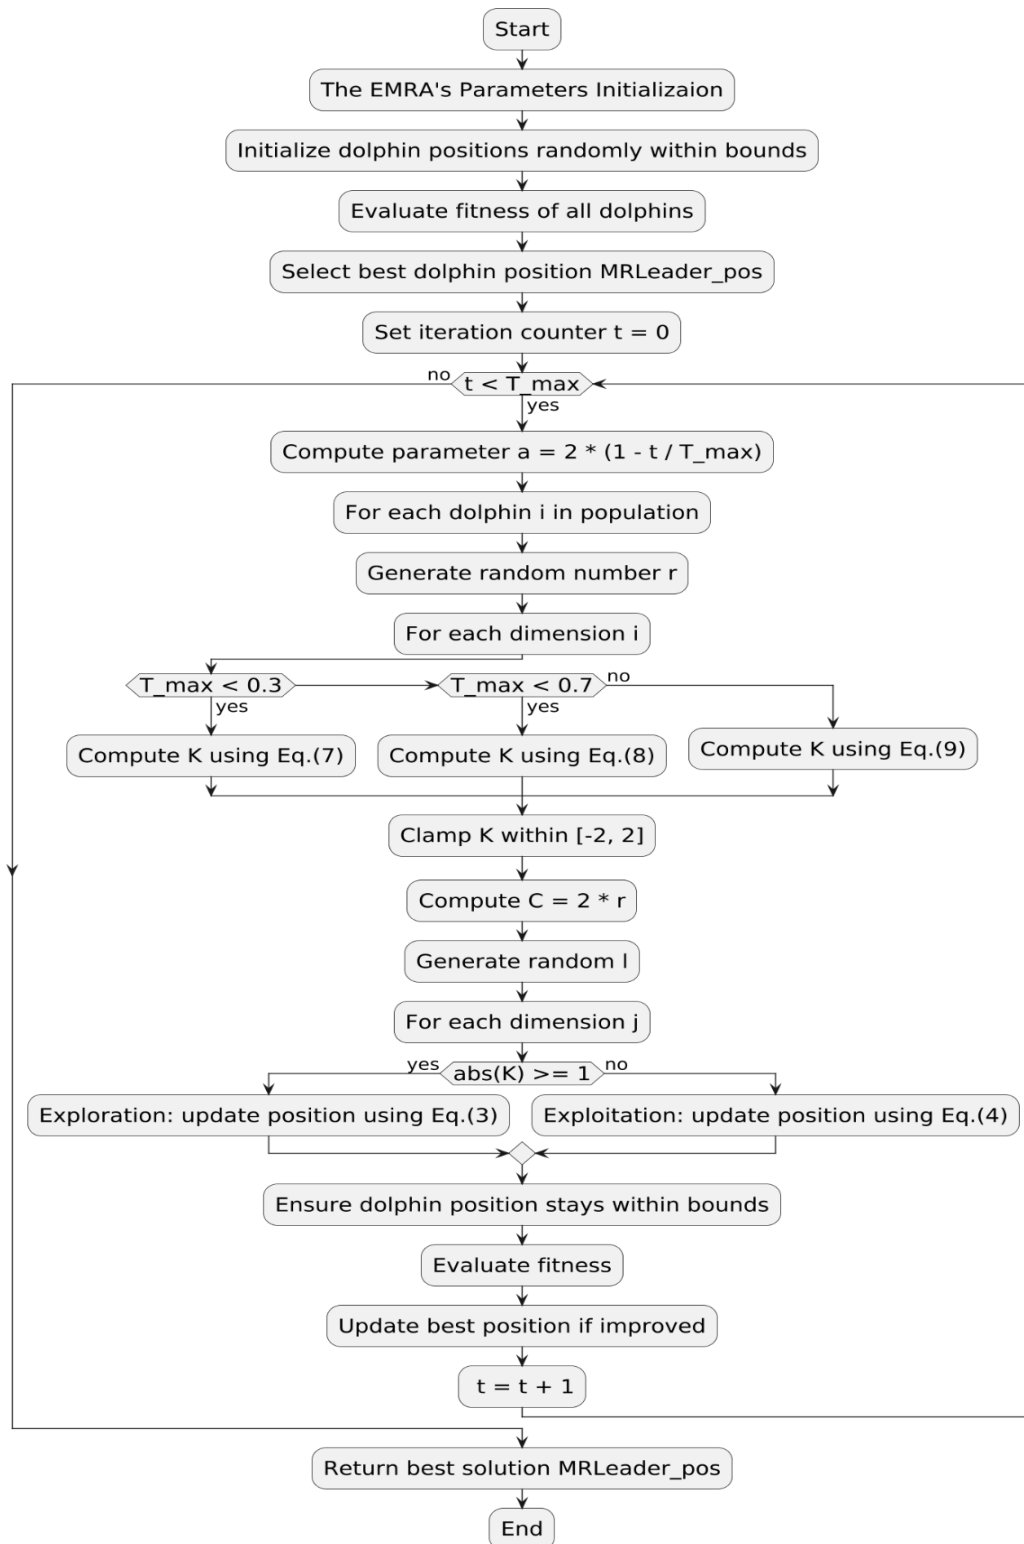 Start
The EMRA's Parameters Initializaion
Initialize dolphin positions randomly within bounds
Evaluate fitness of all dolphins
Select best dolphin position MRLeader_pos
Set iteration counter t = 0
no
t < T_max
yes
Compute parameter a = 2 * (1 - t / T_max)
For each dolphin i in population
Generate random number r
For each dimension i
T_max < 0.3
yes
T_max < 0.7
yes
no
Compute K using Eq.(7)
Compute K using Eq.(8)
Compute K using Eq.(9)
Clamp K within [-2, 2]
Compute C = 2 * r
Generate random l
For each dimension j
yes
abs(K) >= 1
no
Exploration: update position using Eq.(3)
Exploitation: update position using Eq.(4)
Ensure dolphin position stays within bounds
Evaluate fitness
Update best position if improved
t = t + 1
Return best solution MRLeader_pos
End